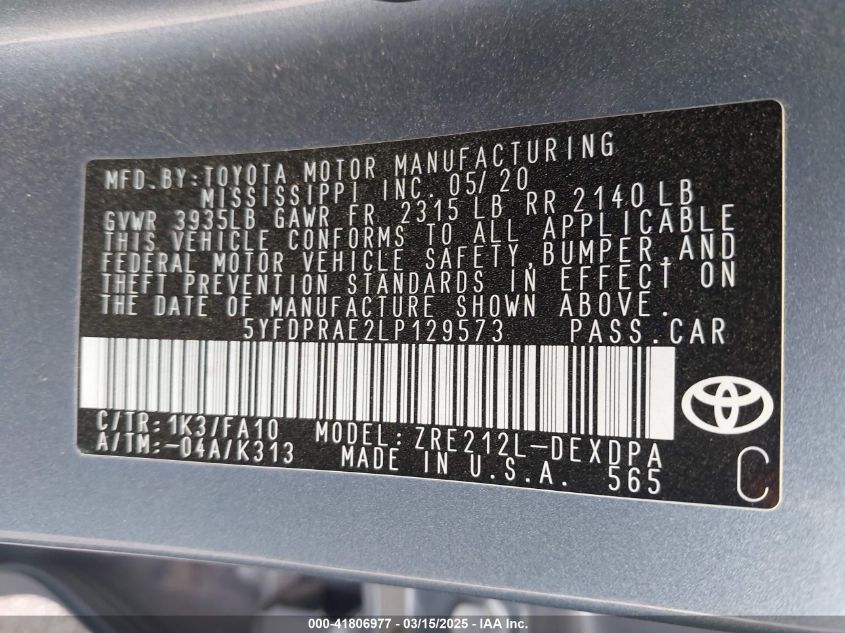 MFD.BY:TOYOTA MOTOR MANUFACTURING
MISSISSIPPI INC. 05/20
GVWR 3935LB GAWR FR 2315 LB RR 2140 LB
THIS VEHICLE CONFORMS TO ALL APPLICABLE
FEDERAL MOTOR VEHICLE SAFETY,BUMPER,AND
THEFT PREVENTION STANDARDS IN EFFECT ON
THE DATE OF MANUFACTURE SHOWN ABOVE.
5YFDPRAE2LP129573 PASS.CAR
C/TR:1K3/FA10 MODEL:ZRE212L-DEXDPA
A/TM:-04A/K313 MADE IN U.S.A. 565
C
000-41806977 - 03/15/2025 - IAA Inc.